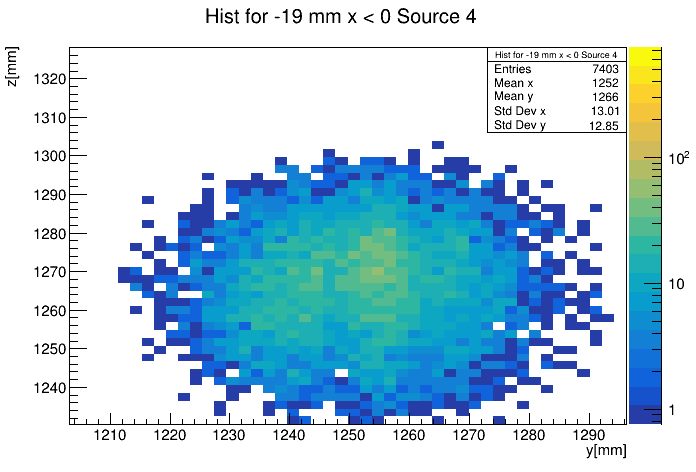 Hist for -19 mm x < 0 Source 4
z[mm]
Hist for -19 mm x < 0 Source 4
Entries 7403
Mean x 1252
Mean y 1266
Std Dev x 13.01
Std Dev y 12.85
1320
1310
1300
1290
1280
1270
1260
1250
1240
10²
10
1
1210 1220 1230 1240 1250 1260 1270 1280 1290
y[mm]